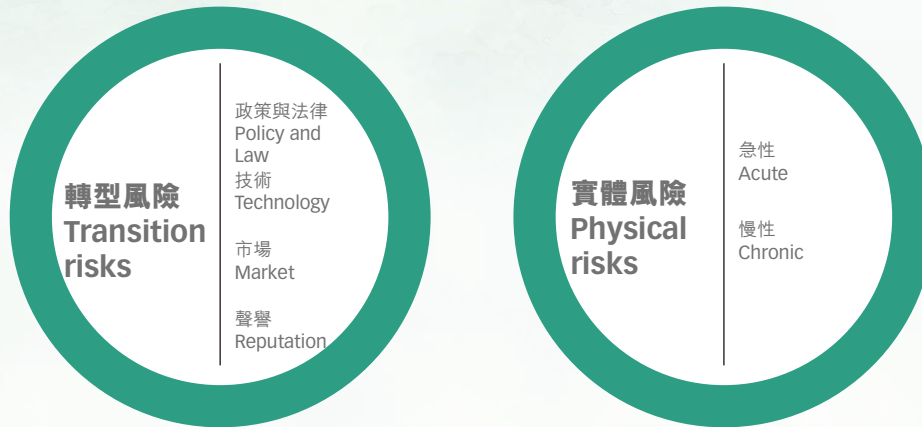 轉型風險
Transition
risks
政策與法律
Policy and
Law
技術
Technology
市場
Market
聲譽
Reputation
實體風險
Physical
risks
急性
Acute
慢性
Chronic